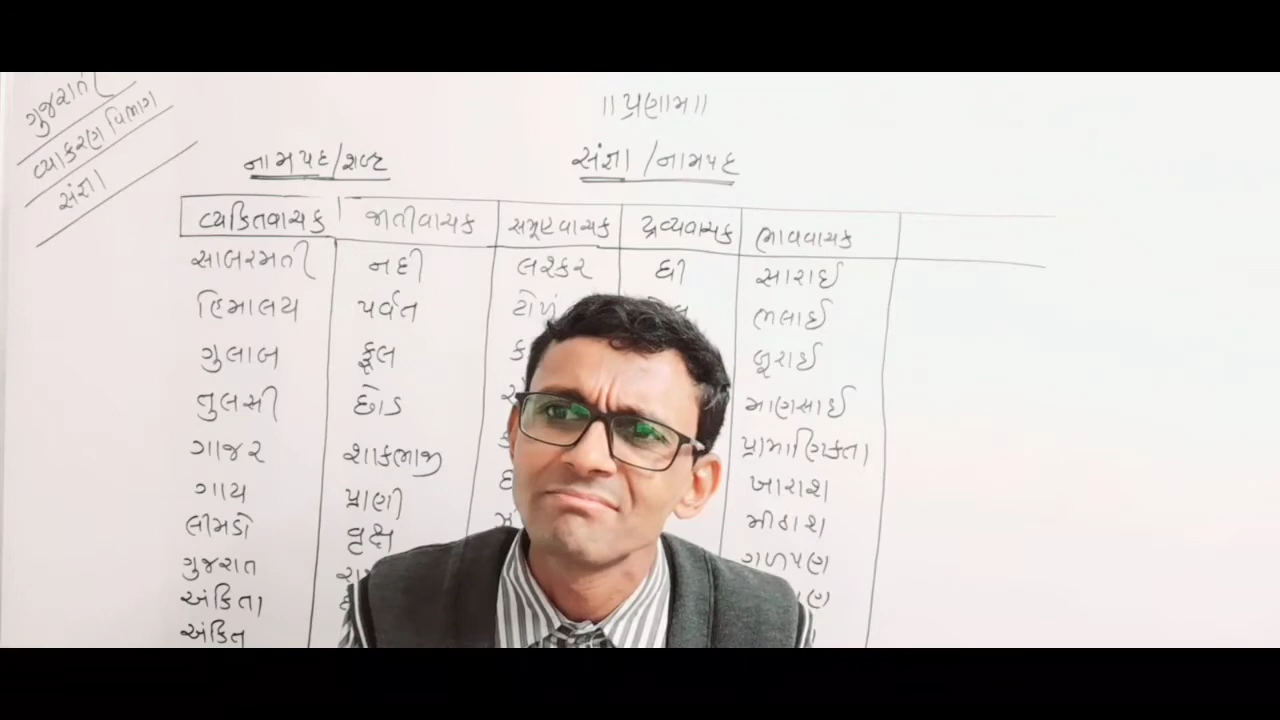 ગુજરાતી
વ્યાકરણ વિભાગ
સંજ્ઞા
॥ પ્રણામ ॥
નામપદ/શબ્દ સંજ્ઞા/નામપદ
વ્યકિતવાચક જાતીવાચક સમૂહવાચક દ્રવ્યવાચક ભાવવાચક
સાબરમતી નદી લશ્કર ઘી સારાઈ
હિમાલય પર્વત ટોળું ભલાઈ
ગુલાબ ફૂલ બૂરાઈ
તુલસી છોડ માણસાઈ
ગાજર શાકભાજી પ્રામાણિકતા
ગાય પ્રાણી ખારાશ
લીમડો વૃક્ષ મીઠાશ
ગુજરાત ગળપણ
અંકિતા
અંકિત